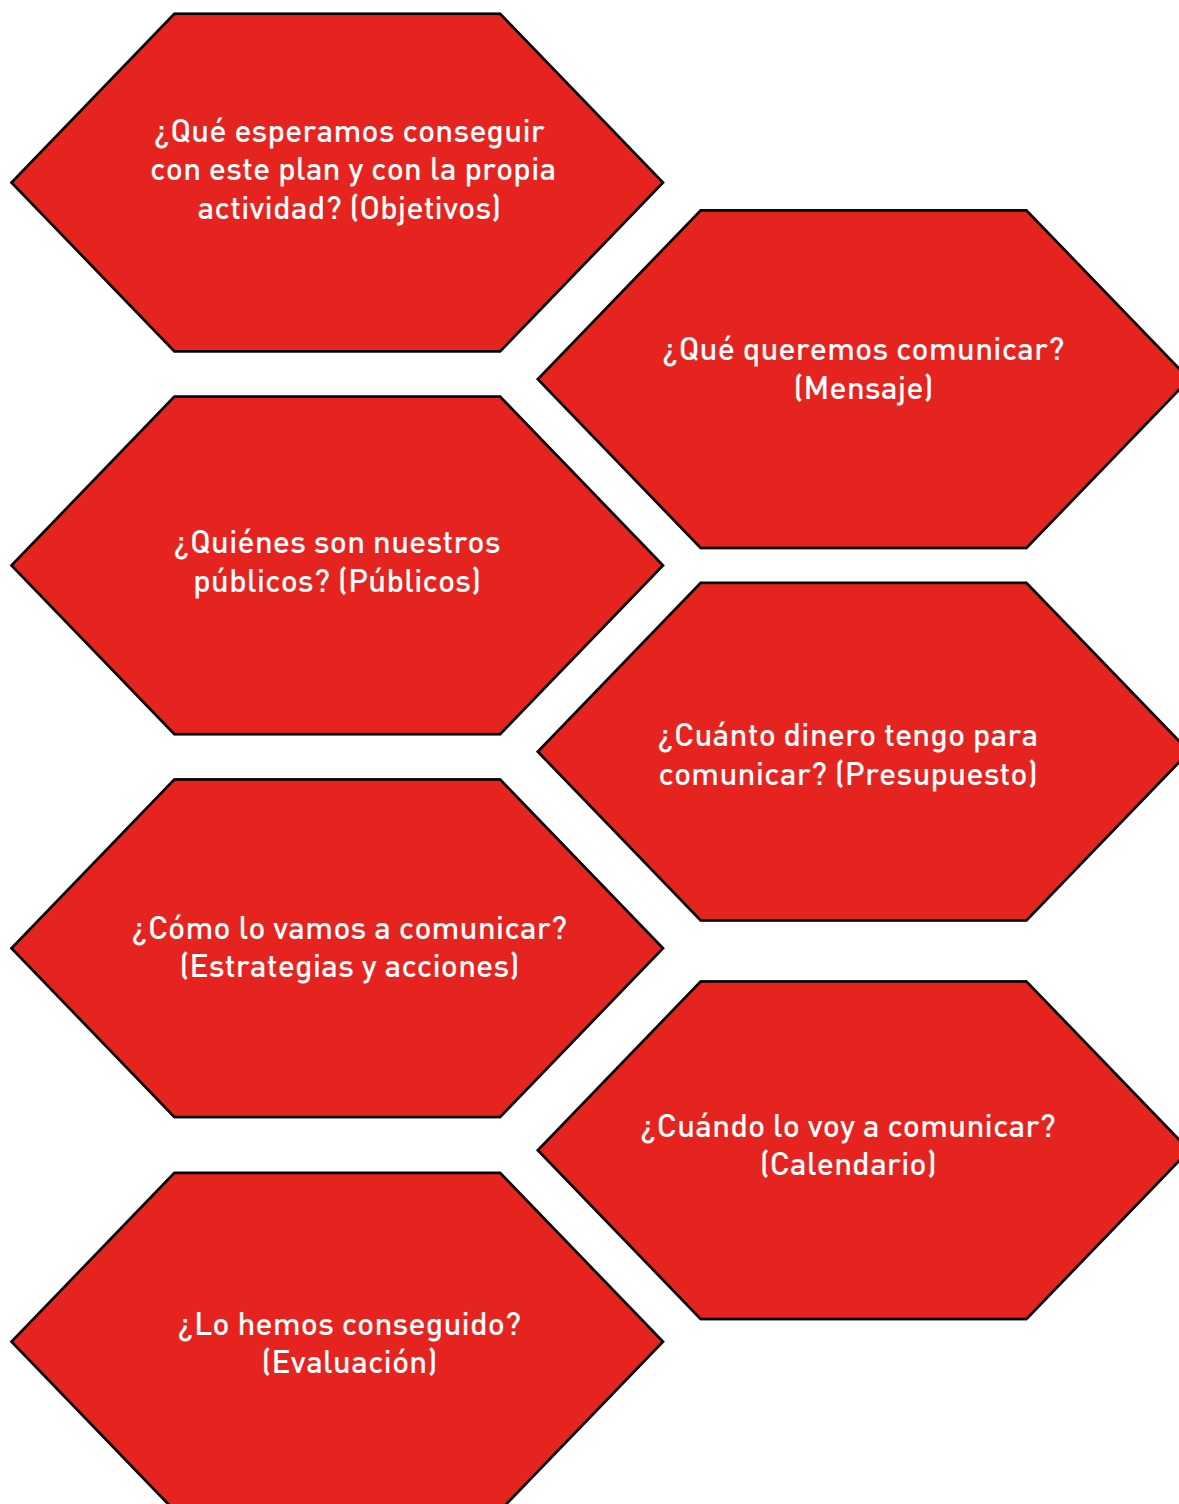 ¿Qué esperamos conseguir
con este plan y con la propia
actividad? (Objetivos)
¿Qué queremos comunicar?
(Mensaje)
¿Quiénes son nuestros
públicos? (Públicos)
¿Cuánto dinero tengo para
comunicar? (Presupuesto)
¿Cómo lo vamos a comunicar?
(Estrategias y acciones)
¿Cuándo lo voy a comunicar?
(Calendario)
¿Lo hemos conseguido?
(Evaluación)